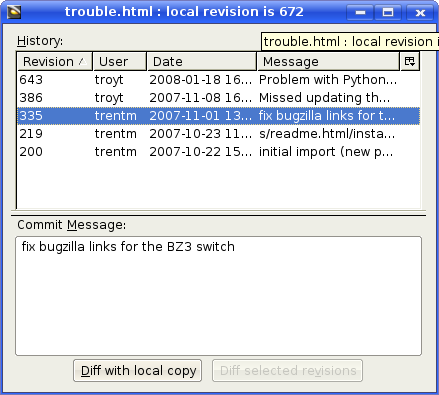 trouble.html : local revision is 672
History:
trouble.html : local revision i
Revision User Date Message
643 troyt 2008-01-18 16... Problem with Python...
386 troyt 2007-11-08 16... Missed updating th...
335 trentm 2007-11-01 13... fix bugzilla links for t...
219 trentm 2007-10-23 11... s/readme.html/insta...
200 trentm 2007-10-22 15... initial import (new p...
Commit Message:
fix bugzilla links for the BZ3 switch
Diff with local copy Diff selected revisions